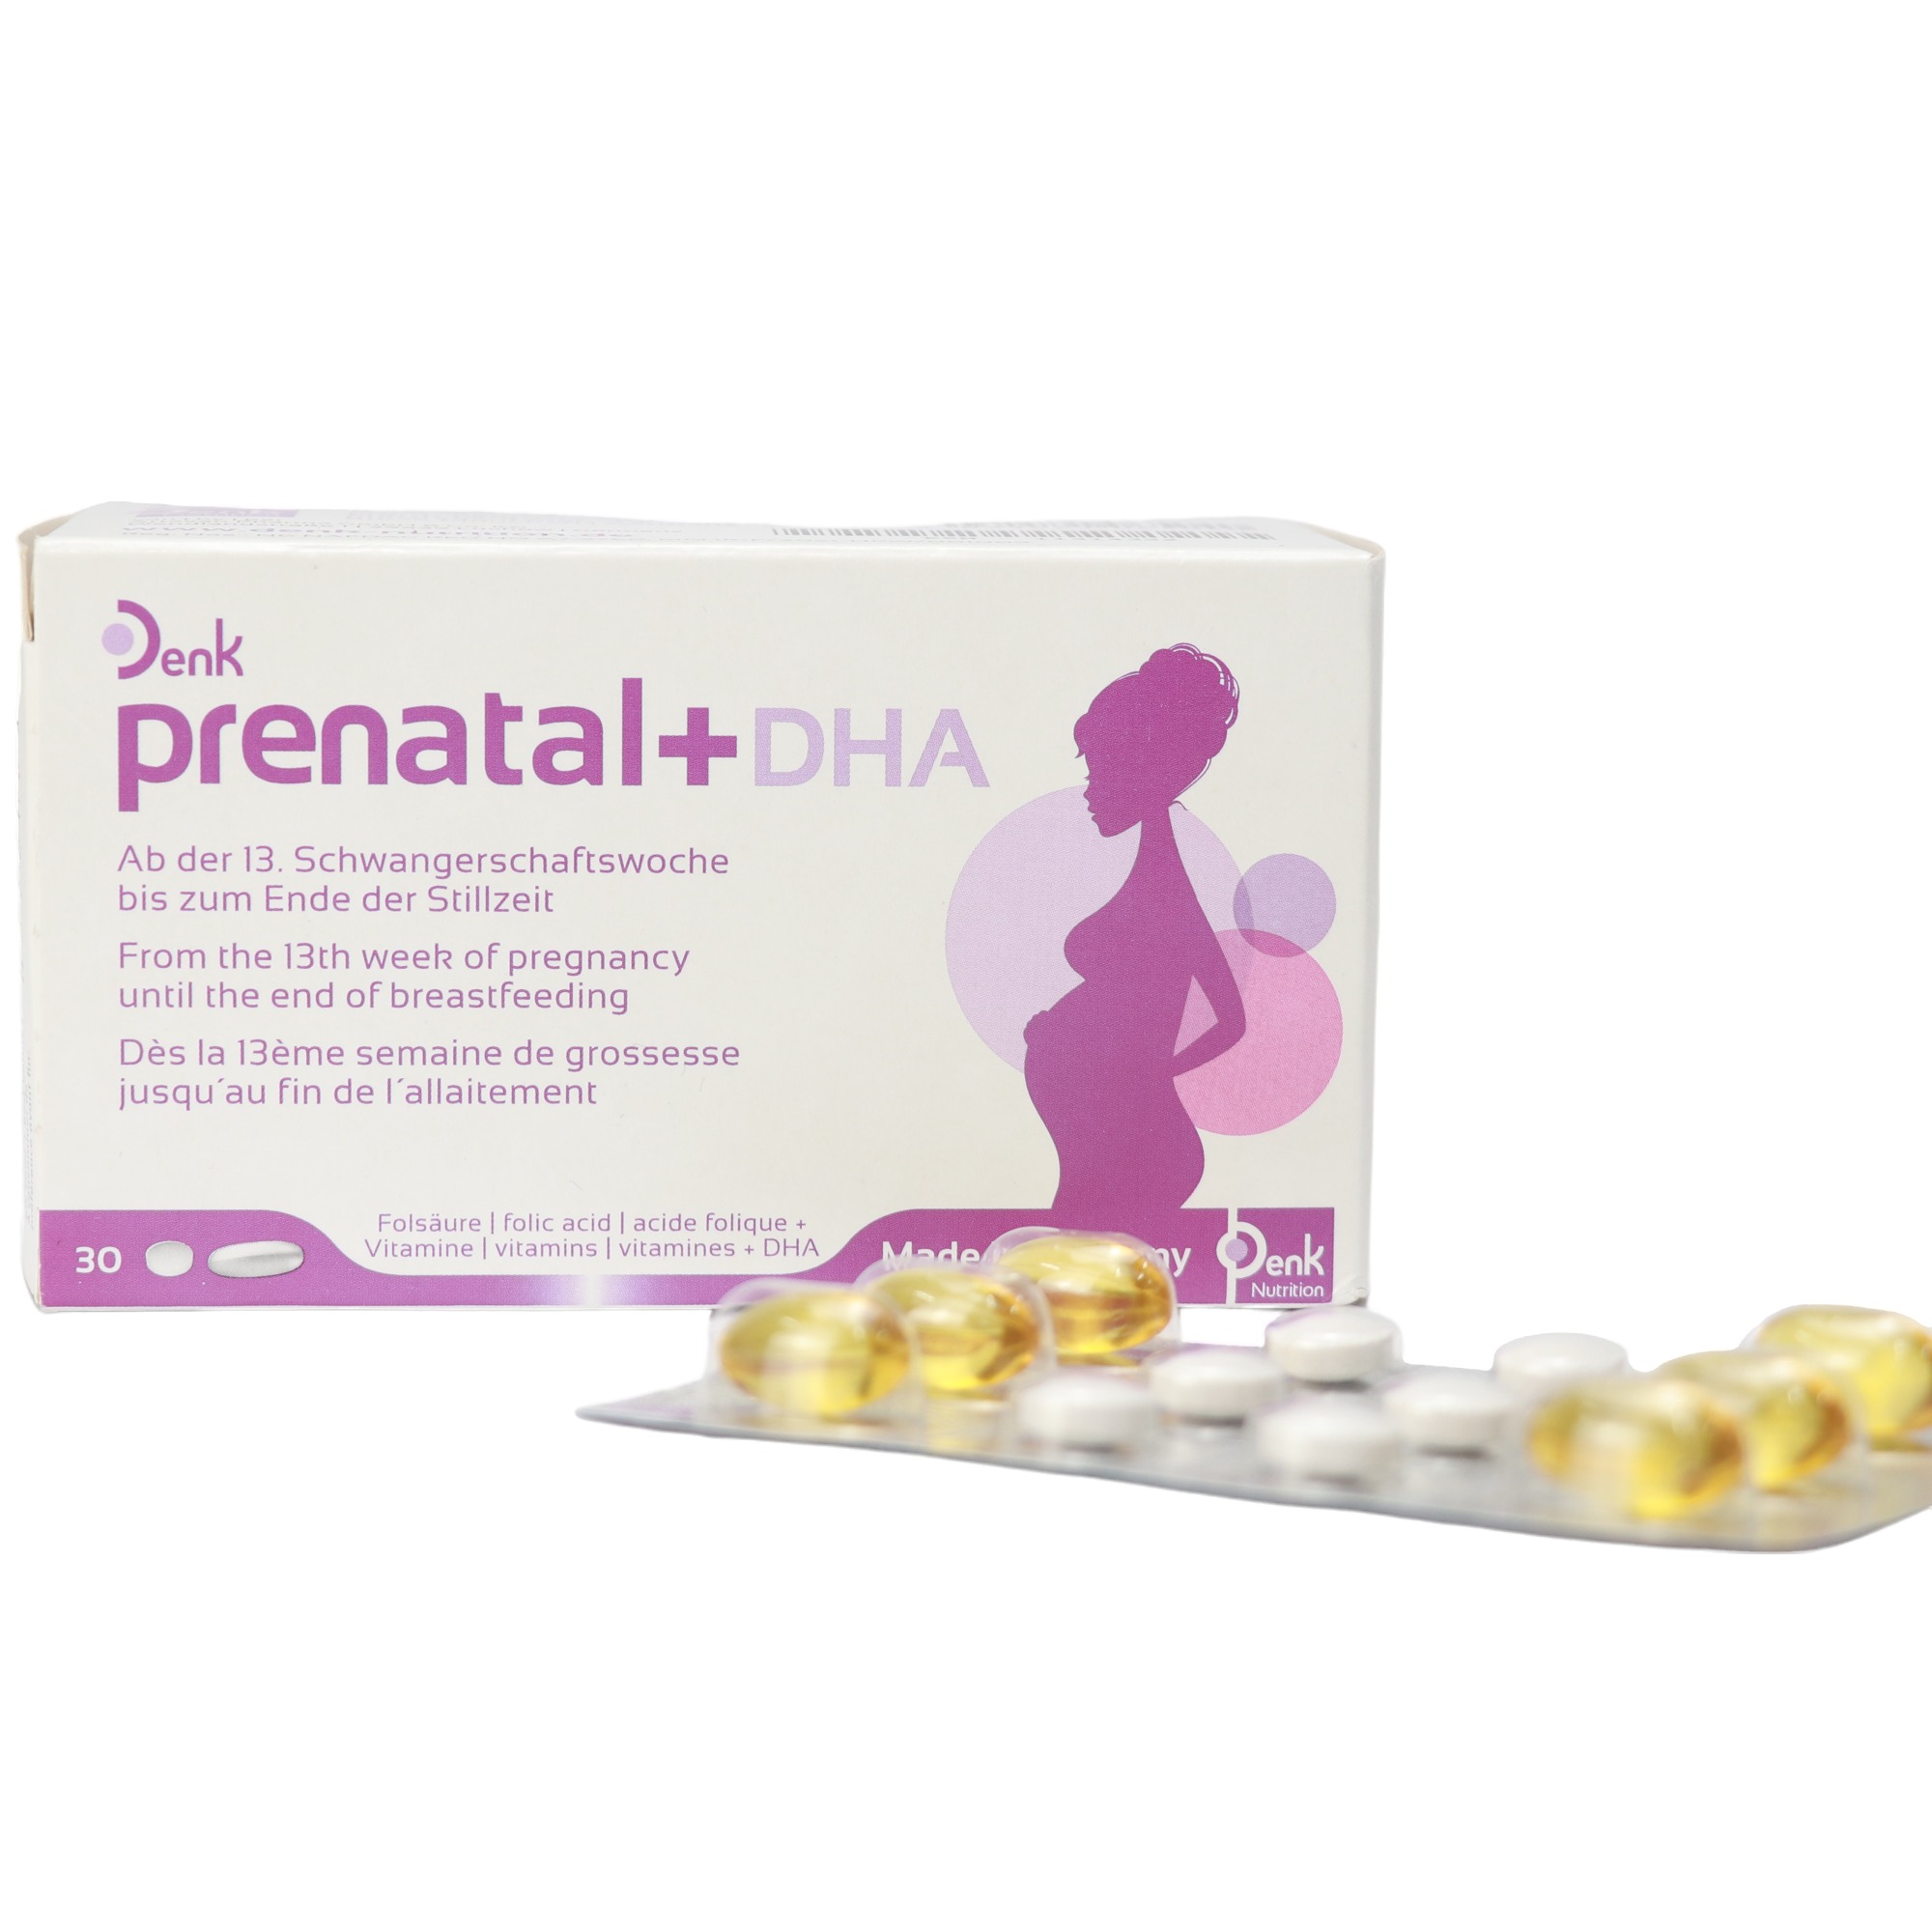 Denk
prenatal+DHA
Ab der 13. Schwangerschaftswoche
bis zum Ende der Stillzeit
From the 13th week of pregnancy
until the end of breastfeeding
Dès la 13ème semaine de grossesse
jusqu´au fin de l´allaitement
30
Folsäure | folic acid | acide folique +
Vitamine | vitamins | vitamines + DHA
Made
Denk
Nutrition